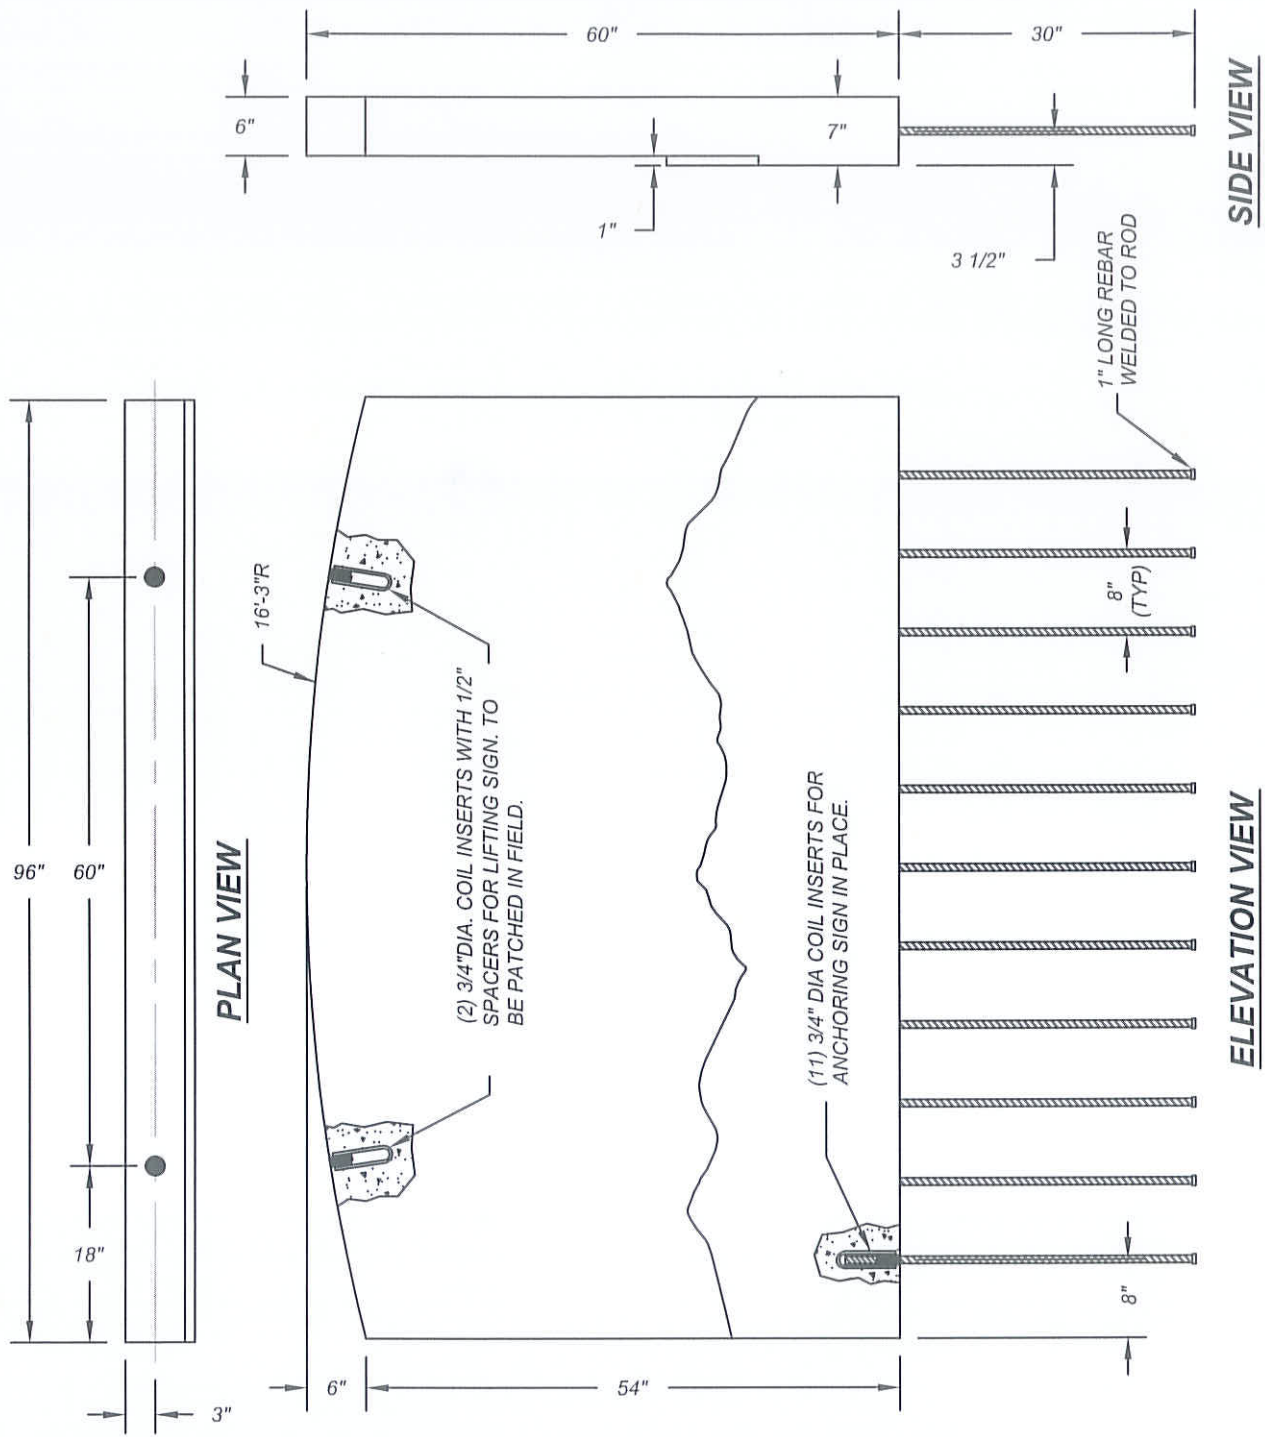 60"
30"
6"
7"
1"
3 1/2"
SIDE VIEW
1" LONG REBAR
WELDED TO ROD
96"
60"
18"
3"
PLAN VIEW
16'-3"R
(2) 3/4"DIA. COIL INSERTS WITH 1/2"
SPACERS FOR LIFTING SIGN. TO
BE PATCHED IN FIELD.
(11) 3/4" DIA COIL INSERTS FOR
ANCHORING SIGN IN PLACE.
8"
(TYP)
8"
6"
54"
ELEVATION VIEW